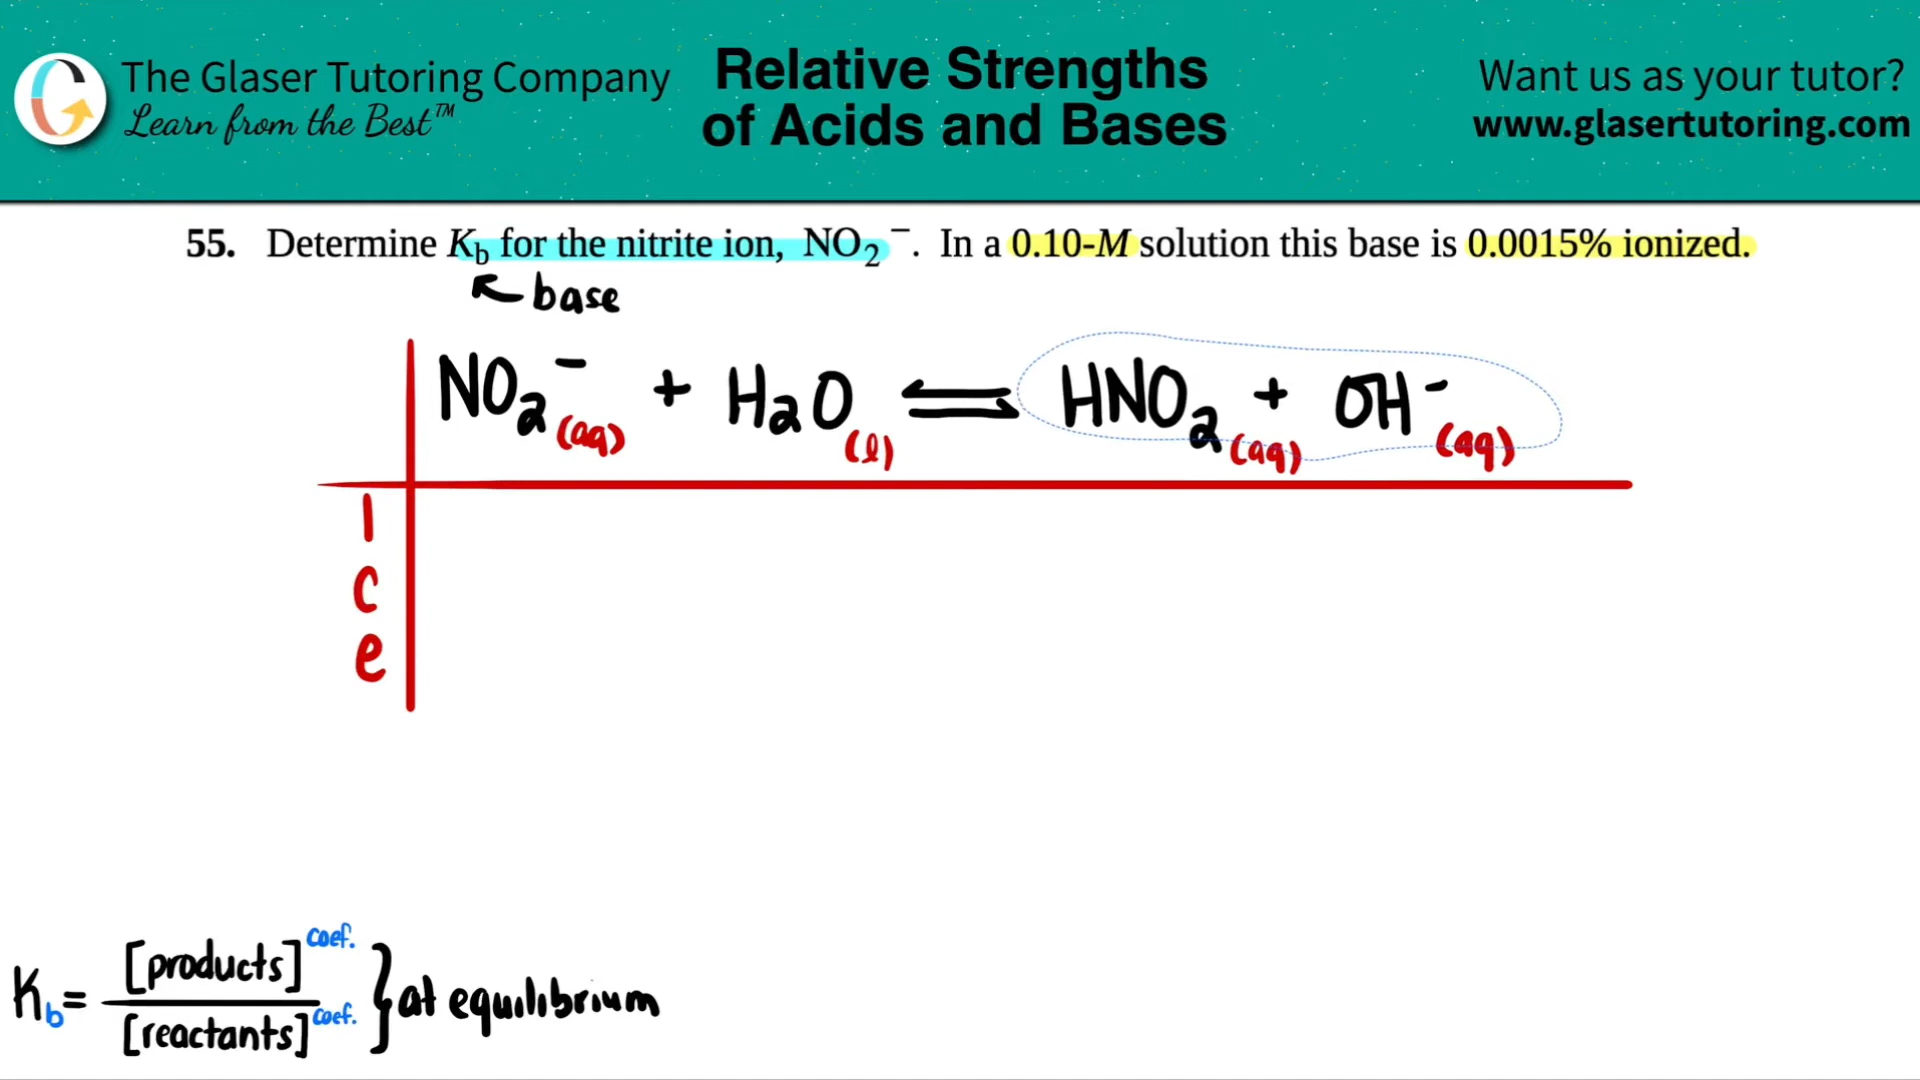 The Glaser Tutoring Company
Learn from the Best™
Relative Strengths
of Acids and Bases
Want us as your tutor?
www.glasertutoring.com
55. Determine K_b for the nitrite ion, NO₂⁻. In a 0.10-M solution this base is 0.0015% ionized.
base
NO₂⁻(aq) + H₂O(l) ⇌ HNO₂(aq) + OH⁻(aq)
I
C
e
K_b = [products]^coef. / [reactants]^coef. } at equilibrium